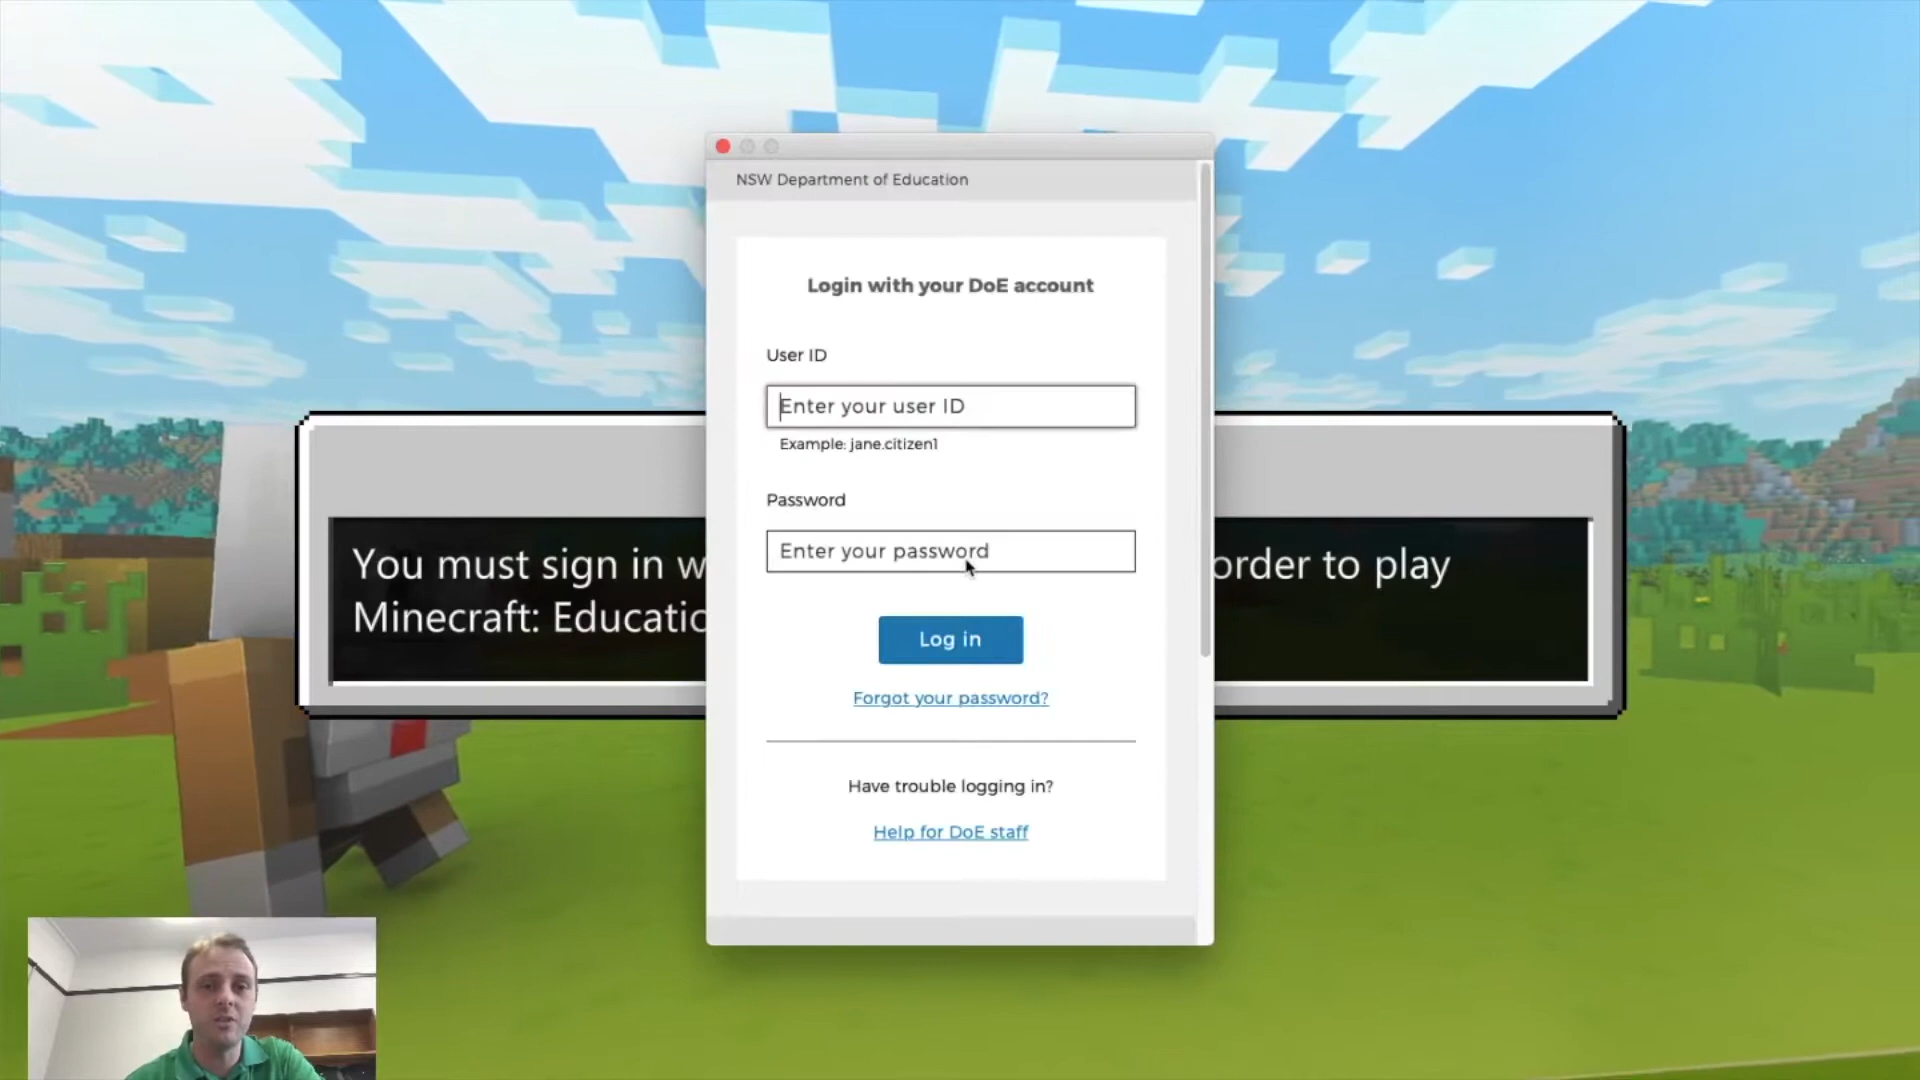 NSW Department of Education
Login with your DoE account
User ID
Enter your user ID
Example: jane.citizen1
Password
Enter your password
Log in
Forgot your password?
Have trouble logging in?
Help for DoE staff
You must sign in w order to play
Minecraft: Educatio